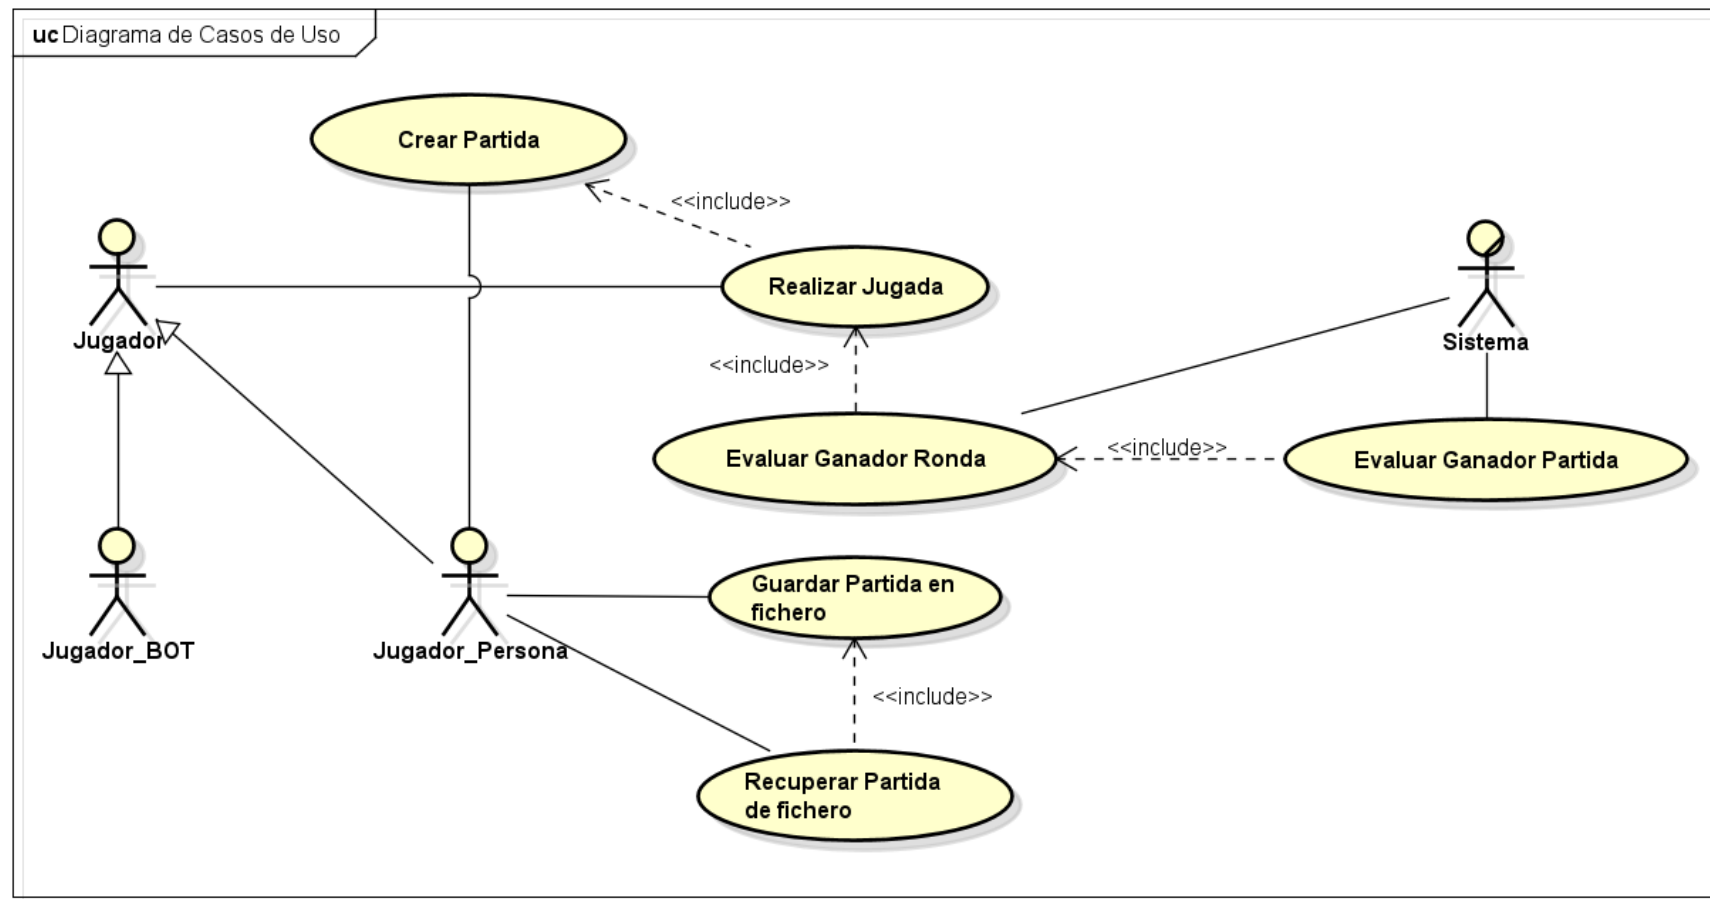 uc Diagrama de Casos de Uso
Crear Partida
<<include>>
Realizar Jugada
Jugador
Sistema
<<include>>
Evaluar Ganador Ronda
<<include>>
Evaluar Ganador Partida
Guardar Partida en
fichero
Jugador_BOT
Jugador_Persona
<<include>>
Recuperar Partida
de fichero